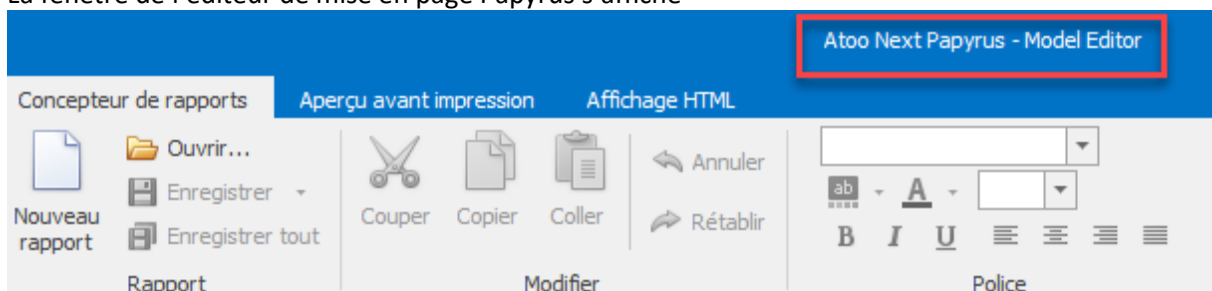 La fenêtre de l'éditeur de mise en page Papyrus s'affiche
Atoo Next Papyrus - Model Editor
Concepteur de rapports Aperçu avant impression Affichage HTML
Nouveau rapport
Ouvrir...
Enregistrer
Enregistrer tout
Rapport
Couper Copier Coller
Annuler
Rétablir
Modifier
ab A
B I U
Police